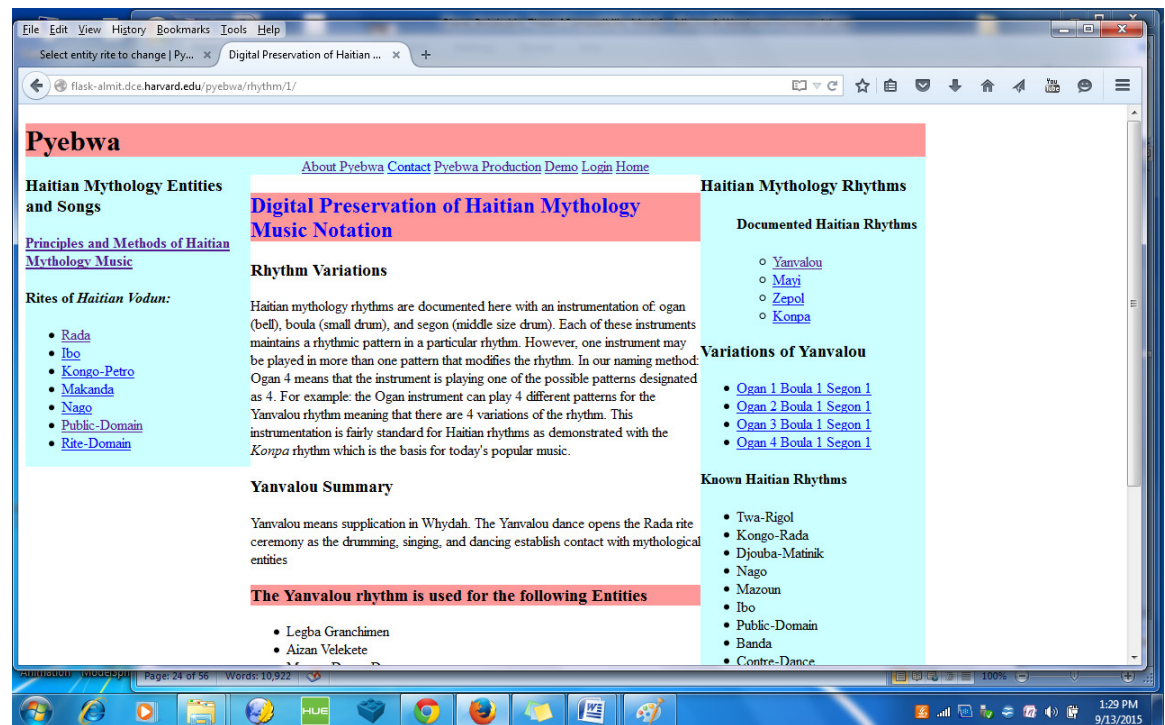 File Edit View History Bookmarks Tools Help
Select entity rite to change | Py... × Digital Preservation of Haitian ... × +
flask-almit.dce.harvard.edu/pyebwa/rhythm/1/
Pyebwa
About Pyebwa Contact Pyebwa Production Demo Login Home
Haitian Mythology Entities
and Songs
Principles and Methods of Haitian
Mythology Music
Rites of Haitian Vodun:
Rada
Ibo
Kongo-Petro
Makanda
Nago
Public-Domain
Rite-Domain
Digital Preservation of Haitian Mythology
Music Notation
Rhythm Variations
Haitian mythology rhythms are documented here with an instrumentation of: ogan
(bell), boula (small drum), and segon (middle size drum). Each of these instruments
maintains a rhythmic pattern in a particular rhythm. However, one instrument may
be played in more than one pattern that modifies the rhythm. In our naming method:
Ogan 4 means that the instrument is playing one of the possible patterns designated
as 4. For example: the Ogan instrument can play 4 different patterns for the
Yanvalou rhythm meaning that there are 4 variations of the rhythm. This
instrumentation is fairly standard for Haitian rhythms as demonstrated with the
Konpa rhythm which is the basis for today's popular music.
Yanvalou Summary
Yanvalou means supplication in Whydah. The Yanvalou dance opens the Rada rite
ceremony as the drumming, singing, and dancing establish contact with mythological
entities
The Yanvalou rhythm is used for the following Entities
Legba Granchimen
Aizan Velekete
Haitian Mythology Rhythms
Documented Haitian Rhythms
Yanvalou
Mayi
Zepol
Konpa
Variations of Yanvalou
Ogan 1 Boula 1 Segon 1
Ogan 2 Boula 1 Segon 1
Ogan 3 Boula 1 Segon 1
Ogan 4 Boula 1 Segon 1
Known Haitian Rhythms
Twa-Rigol
Kongo-Rada
Djouba-Matinik
Nago
Mazoun
Ibo
Public-Domain
Banda
Contre-Dance
Page: 24 of 56 Words: 10,922 100%
HUE
1:29 PM
9/13/2015